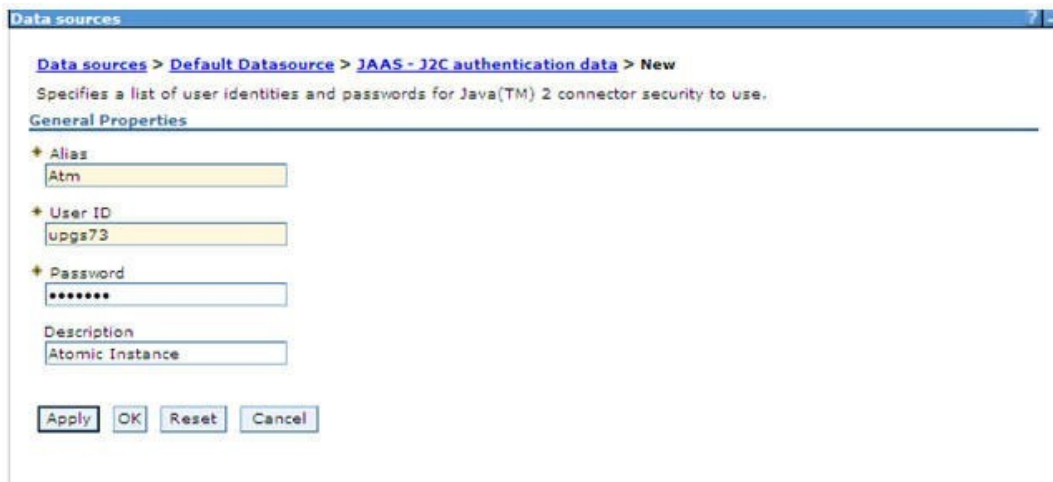 Data sources
?
Data sources > Default Datasource > JAAS - J2C authentication data > New
Specifies a list of user identities and passwords for Java(TM) 2 connector security to use.
General Properties
Alias
Atm
User ID
upgs73
Password
•••••••
Description
Atomic Instance
Apply OK Reset Cancel